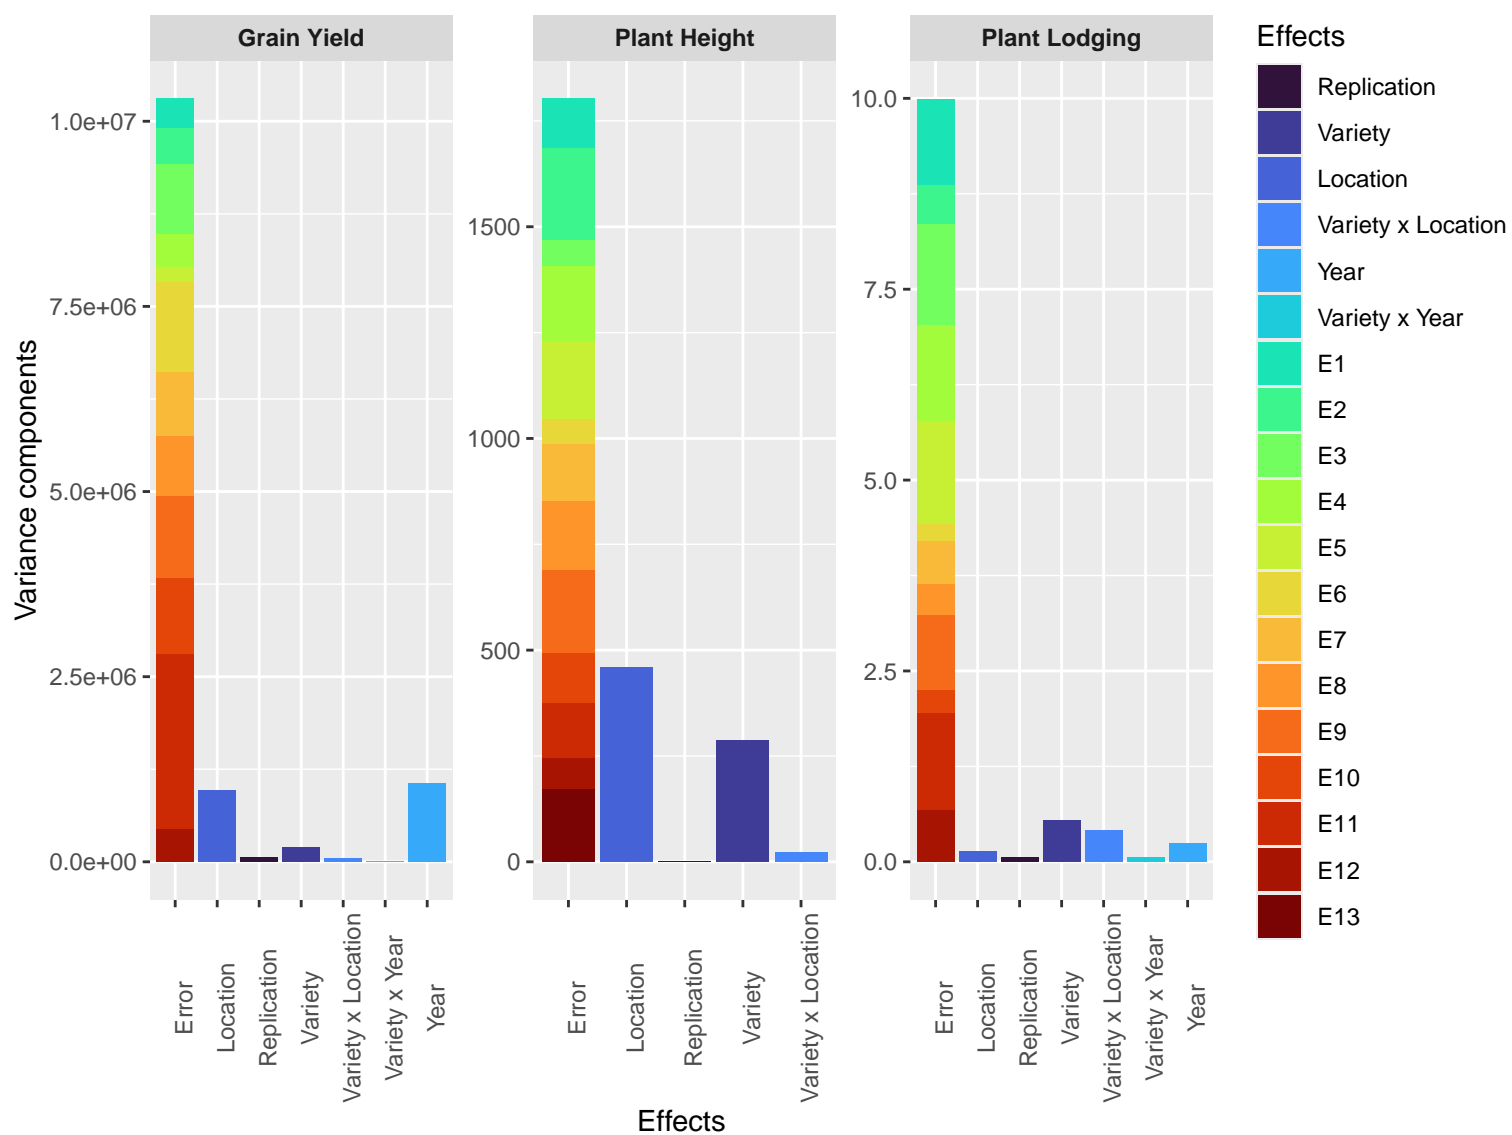 Grain Yield
Plant Height
Plant Lodging
Variance components
1.0e+07
7.5e+06
5.0e+06
2.5e+06
0.0e+00
1500
1000
500
0
10.0
7.5
5.0
2.5
0.0
Error
Location
Replication
Variety
Variety x Location
Variety x Year
Year
Error
Location
Replication
Variety
Variety x Location
Error
Location
Replication
Variety
Variety x Location
Variety x Year
Year
Effects
Effects
Replication
Variety
Location
Variety x Location
Year
Variety x Year
E1
E2
E3
E4
E5
E6
E7
E8
E9
E10
E11
E12
E13